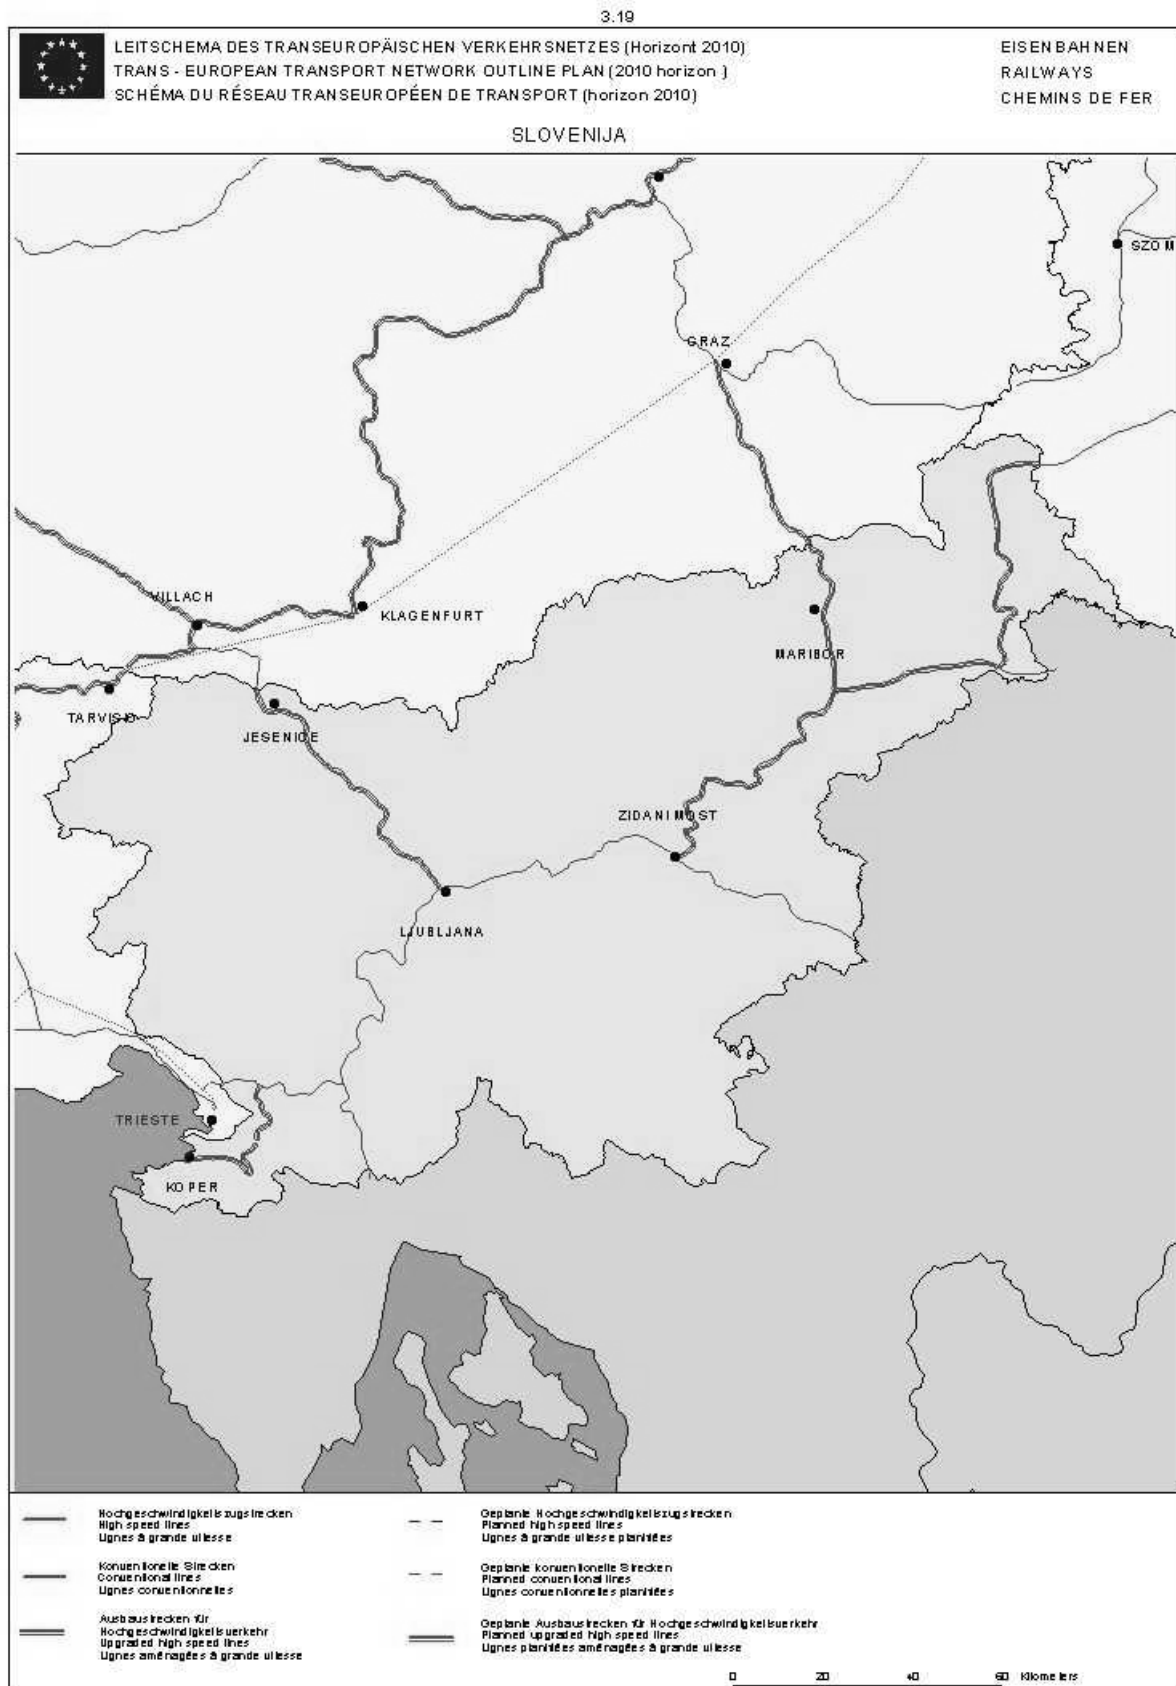 3.19
LEITSCHEMA DES TRANSEUROPÄISCHEN VERKEHRSNETZES (Horizont 2010)
TRANS - EUROPEAN TRANSPORT NETWORK OUTLINE PLAN (2010 horizon )
SCHÉMA DU RÉSEAU TRANSEUROPÉEN DE TRANSPORT (horizon 2010)
EISENBAHNEN
RAILWAYS
CHEMINS DE FER
SLOVENIJA
SZOM
GRAZ
VILLACH
KLAGENFURT
MARIBOR
TARVISIO
JESENICE
ZIDANI MOST
LJUBLJANA
TRIESTE
KOPER
Hochgeschwindigkeitszugstrecken
High speed lines
Lignes à grande vitesse
Konventionelle Strecken
Conventional lines
Lignes conventionnelles
Ausbaustrecken für
Hochgeschwindigkeitsverkehr
Upgraded high speed lines
Lignes aménagées à grande vitesse
Geplante Hochgeschwindigkeitszugstrecken
Planned high speed lines
Lignes à grande vitesse planifiées
Geplante konventionelle Strecken
Planned conventional lines
Lignes conventionnelles planifiées
Geplante Ausbaustrecken für Hochgeschwindigkeitsverkehr
Planned upgraded high speed lines
Lignes planifiées aménagées à grande vitesse
0 20 40 60 Kilometers